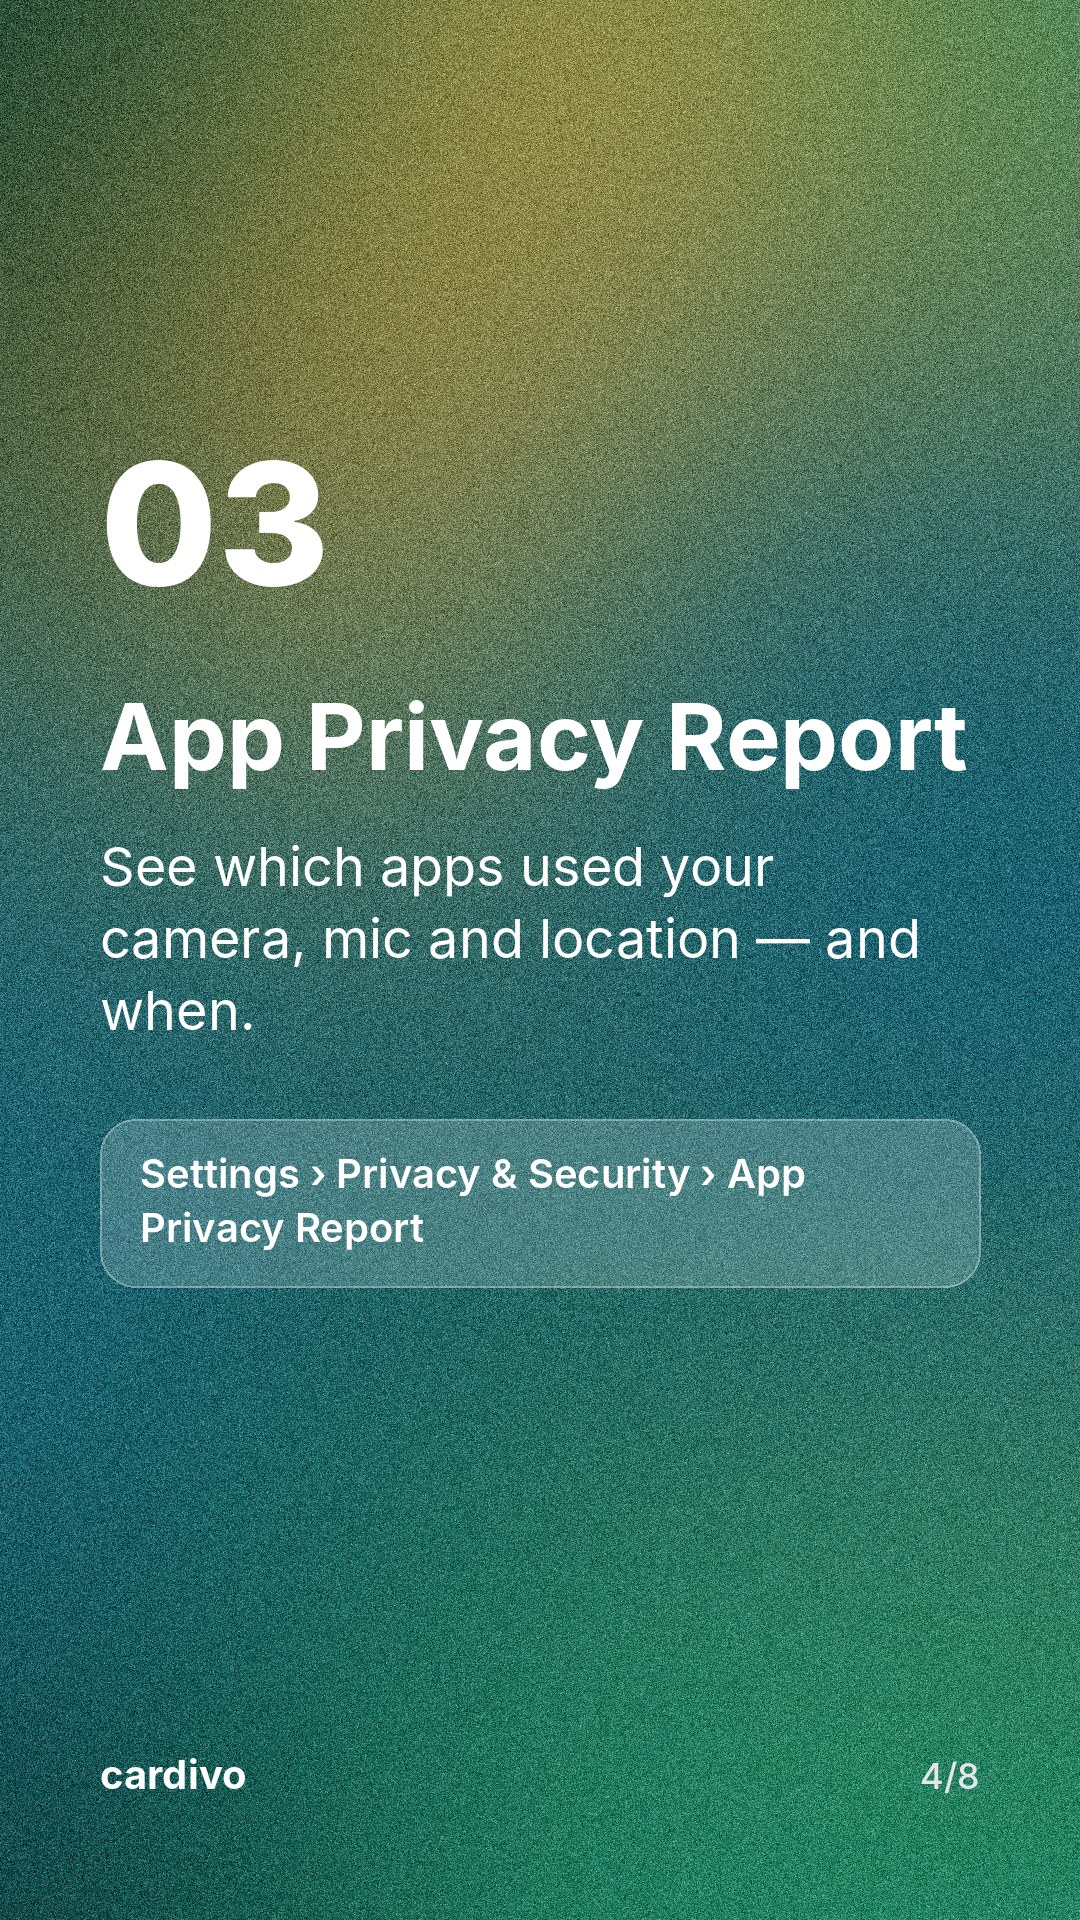 03
App Privacy Report
See which apps used your
camera, mic and location — and
when.
Settings › Privacy & Security › App
Privacy Report
cardivo
4/8